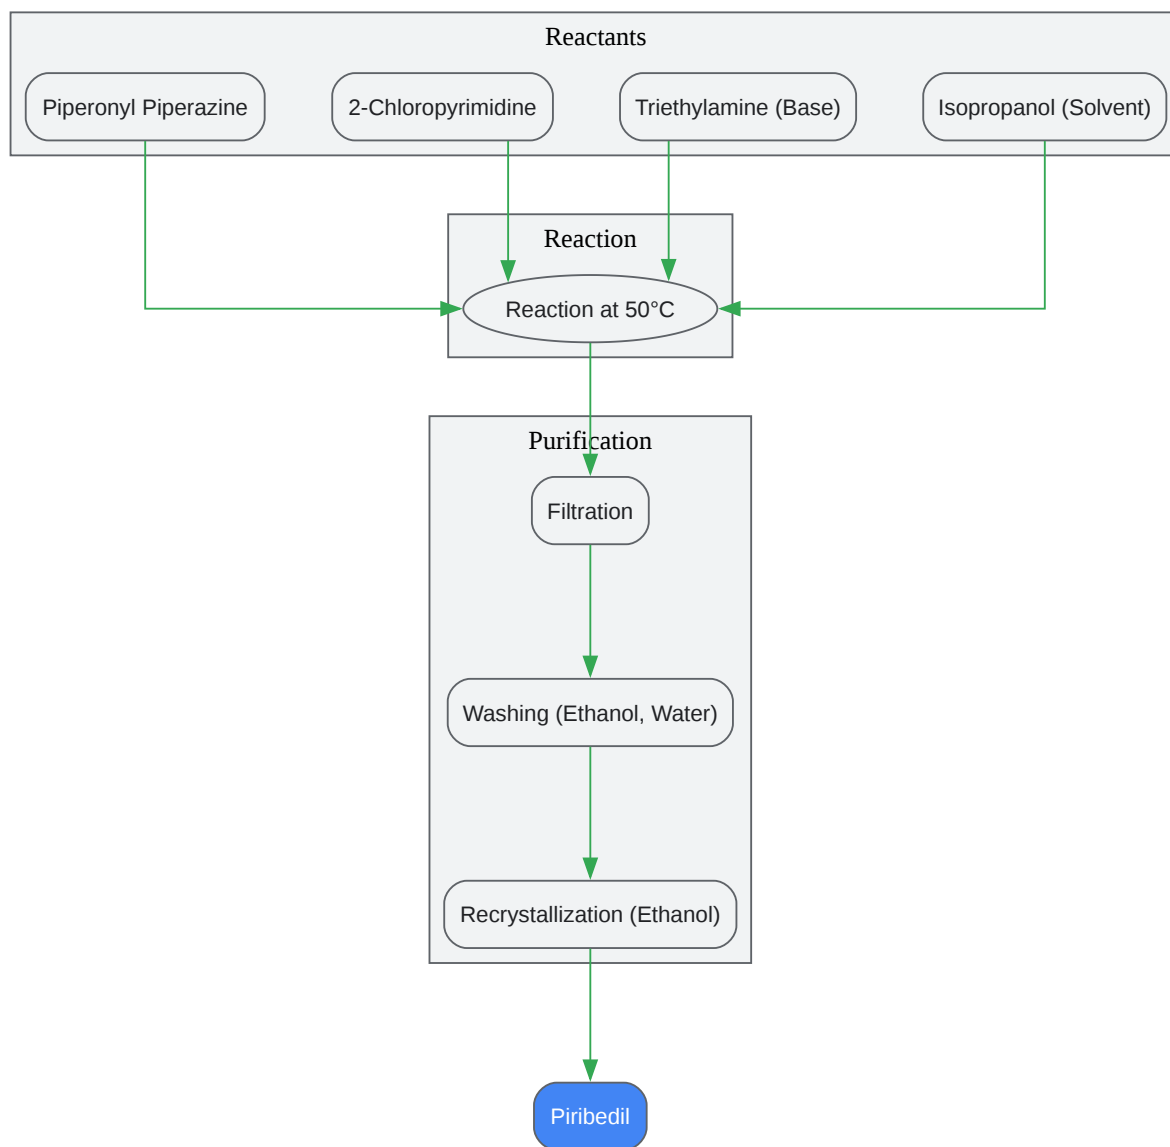 Reactants
Piperonyl Piperazine
2-Chloropyrimidine
Triethylamine (Base)
Isopropanol (Solvent)
Reaction
Reaction at 50°C
Purification
Filtration
Washing (Ethanol, Water)
Recrystallization (Ethanol)
Piribedil